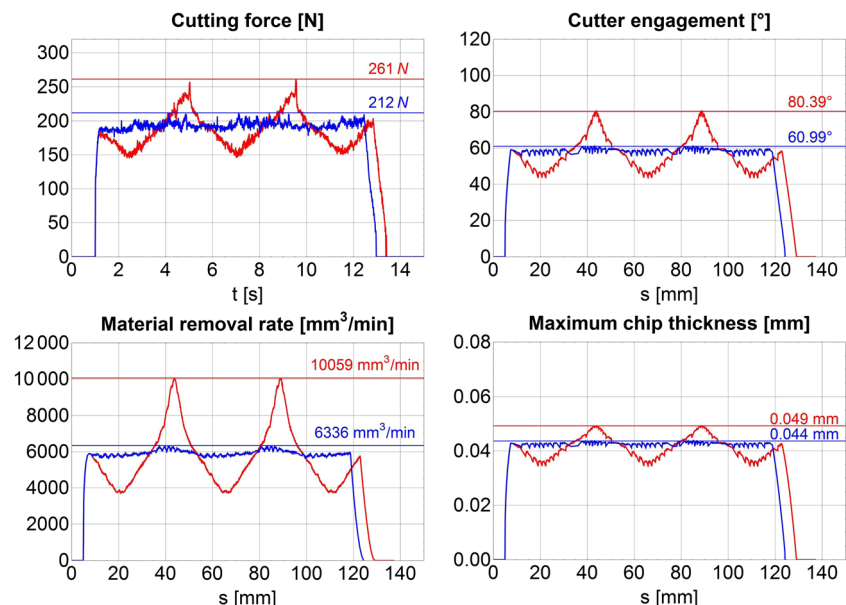 Cutting force [N]
300
250
200
150
100
50
0
261 N
212 N
0 2 4 6 8 10 12 14
t [s]
Cutter engagement [°]
120
100
80
60
40
20
0
80.39°
60.99°
0 20 40 60 80 100 120 140
s [mm]
Material removal rate [mm³/min]
12 000
10 000
8000
6000
4000
2000
0
10059 mm³/min
6336 mm³/min
0 20 40 60 80 100 120 140
s [mm]
Maximum chip thickness [mm]
0.08
0.06
0.04
0.02
0.00
0.049 mm
0.044 mm
0 20 40 60 80 100 120 140
s [mm]